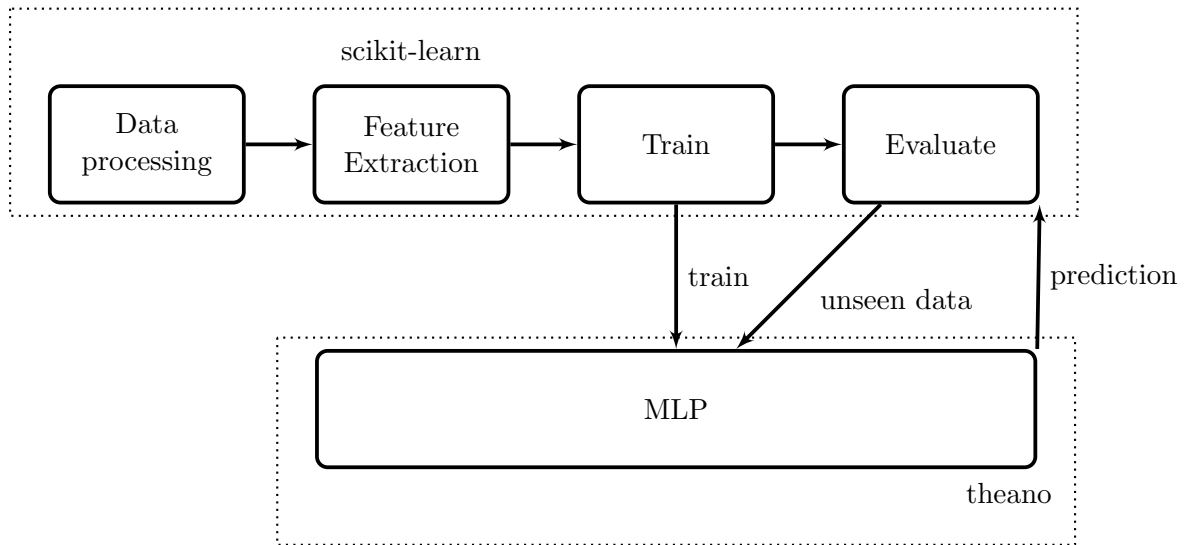 scikit-learn
Data
processing
Feature
Extraction
Train
Evaluate
train
unseen data
prediction
MLP
theano